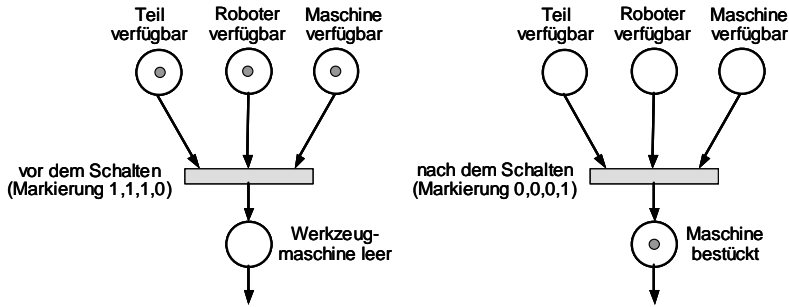 Teil
verfügbar
Roboter
verfügbar
Maschine
verfügbar
vor dem Schalten
(Markierung 1,1,1,0)
Werkzeug-
maschine leer
Teil
verfügbar
Roboter
verfügbar
Maschine
verfügbar
nach dem Schalten
(Markierung 0,0,0,1)
Maschine
bestückt